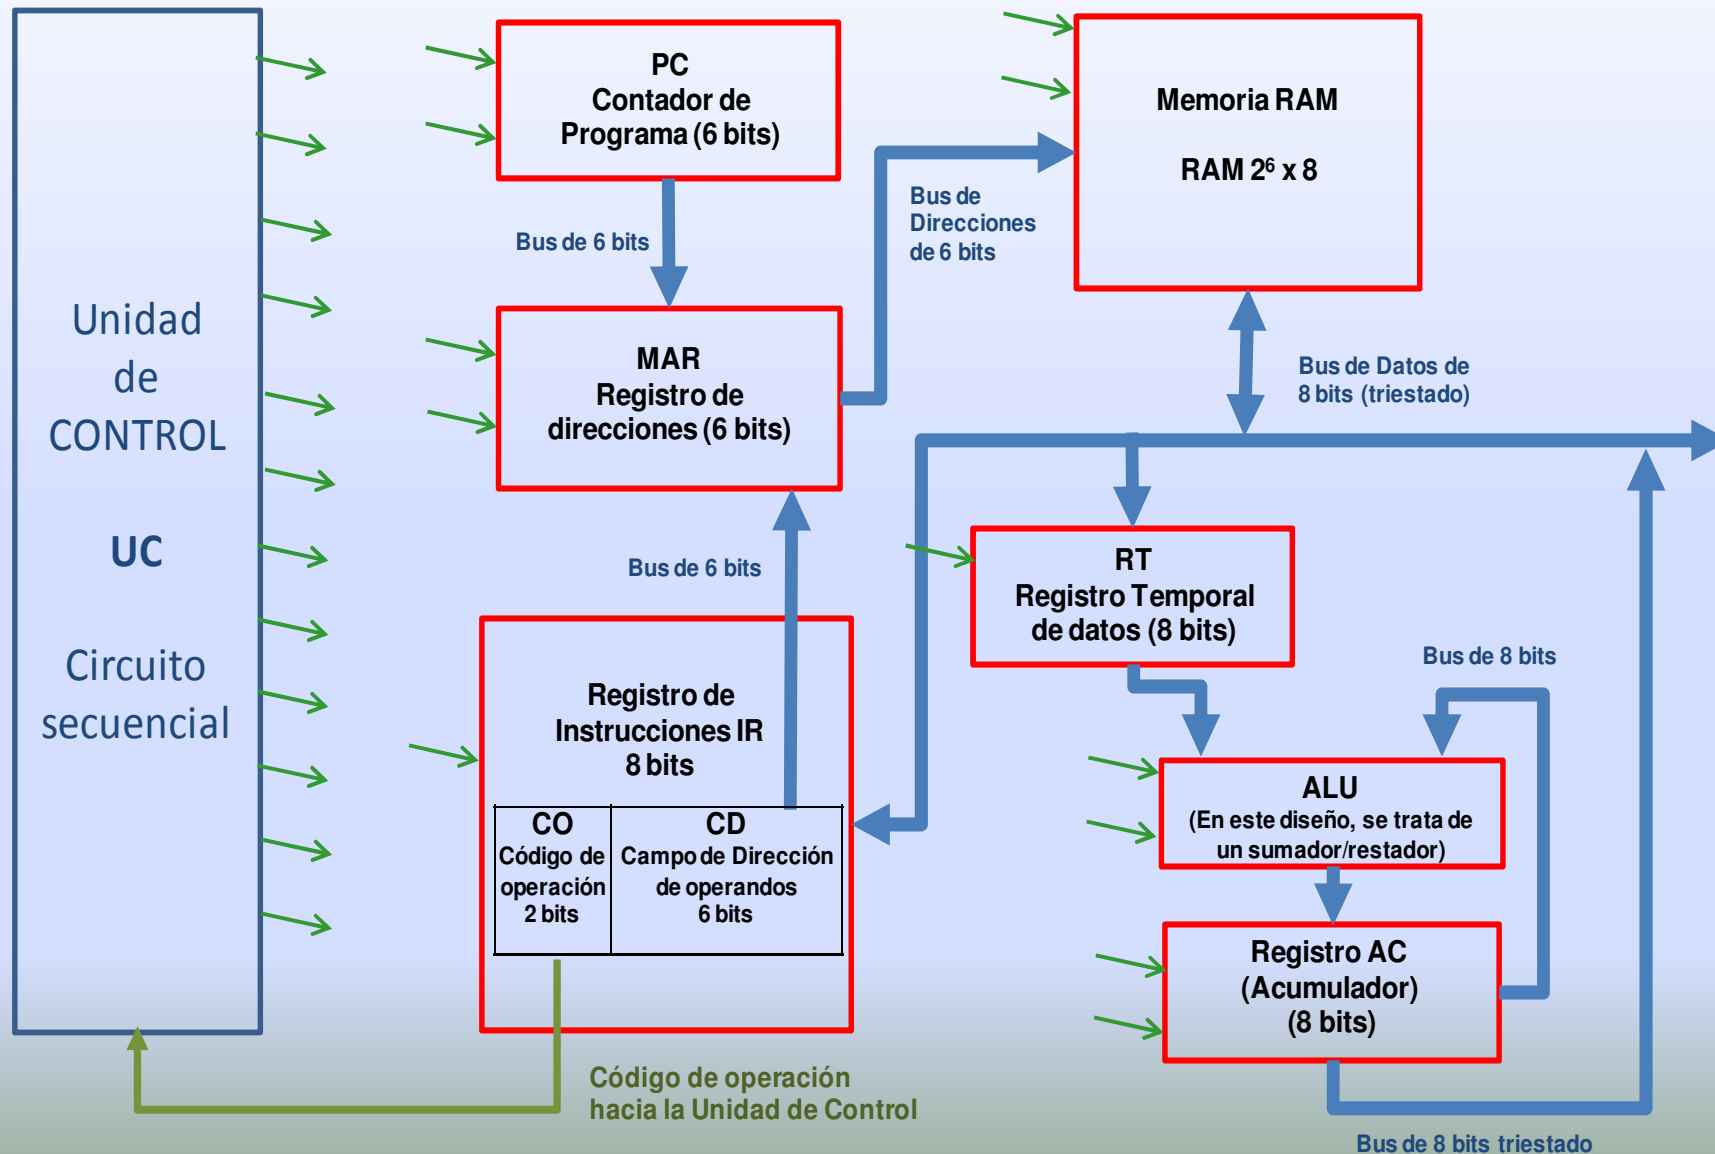 Unidad
de
CONTROL
UC
Circuito
secuencial
PC
Contador de
Programa (6 bits)
Bus de 6 bits
MAR
Registro de
direcciones (6 bits)
Bus de 6 bits
Registro de
Instrucciones IR
8 bits
CO
Código de
operación
2 bits
CD
Campo de Dirección
de operandos
6 bits
Código de operación
hacia la Unidad de Control
Memoria RAM
RAM 2⁶ x 8
Bus de
Direcciones
de 6 bits
Bus de Datos de
8 bits (triestado)
RT
Registro Temporal
de datos (8 bits)
Bus de 8 bits
ALU
(En este diseño, se trata de
un sumador/restador)
Registro AC
(Acumulador)
(8 bits)
Bus de 8 bits triestado